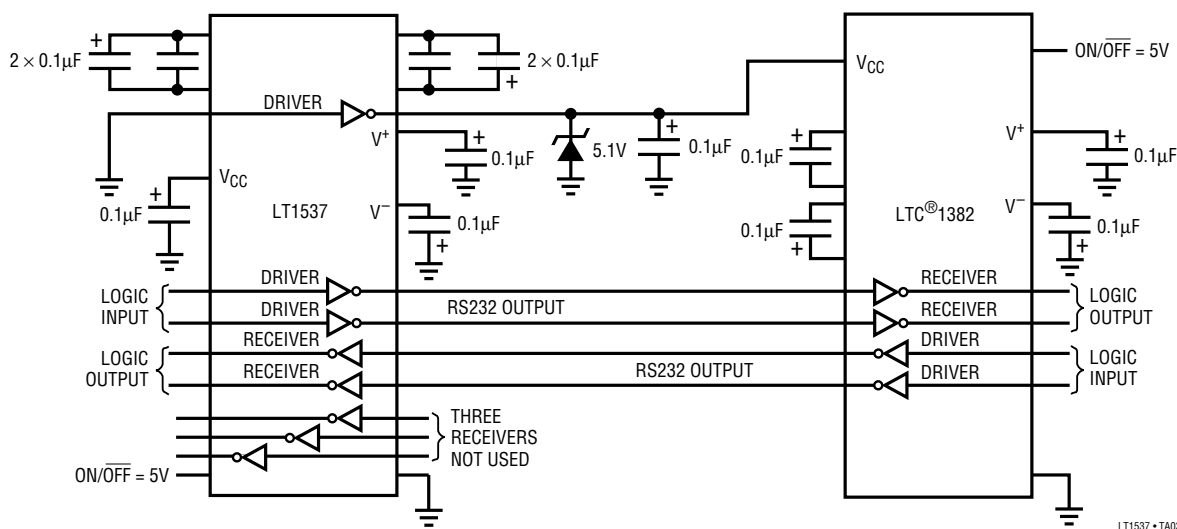 2 × 0.1µF
2 × 0.1µF
DRIVER
V+
0.1µF
VCC
0.1µF
LT1537
V−
0.1µF
5.1V
0.1µF
VCC
ON/OFF = 5V
0.1µF
V+
0.1µF
0.1µF
LTC®1382
V−
0.1µF
LOGIC
INPUT
DRIVER
DRIVER
RS232 OUTPUT
RECEIVER
RECEIVER
LOGIC
OUTPUT
LOGIC
OUTPUT
RECEIVER
RECEIVER
RS232 OUTPUT
DRIVER
DRIVER
LOGIC
INPUT
THREE
RECEIVERS
NOT USED
ON/OFF = 5V